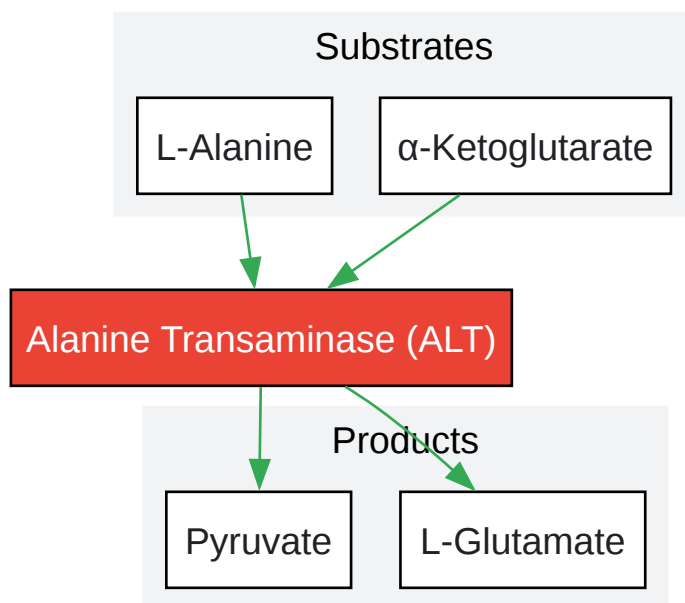 Substrates
L-Alanine
α-Ketoglutarate
Alanine Transaminase (ALT)
Products
Pyruvate
L-Glutamate